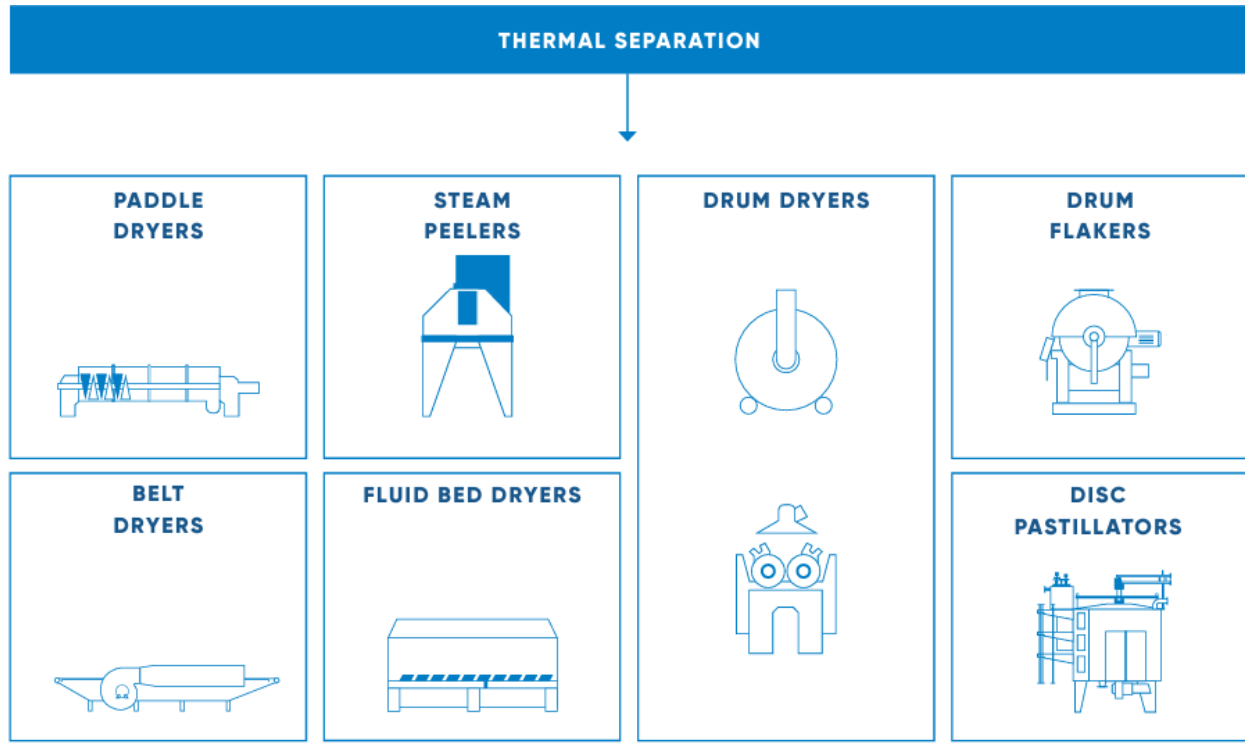 THERMAL SEPARATION
PADDLE
DRYERS
STEAM
PEELERS
DRUM DRYERS
DRUM
FLAKERS
BELT
DRYERS
FLUID BED DRYERS
DISC
PASTILLATORS